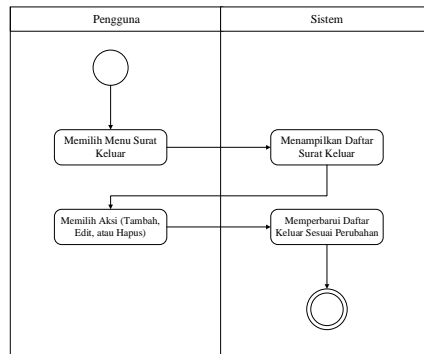 Pengguna
Sistem
Memilih Menu Surat
Keluar
Menampilkan Daftar
Surat Keluar
Memilih Aksi (Tambah,
Edit, atau Hapus)
Memperbarui Daftar
Keluar Sesuai Perubahan